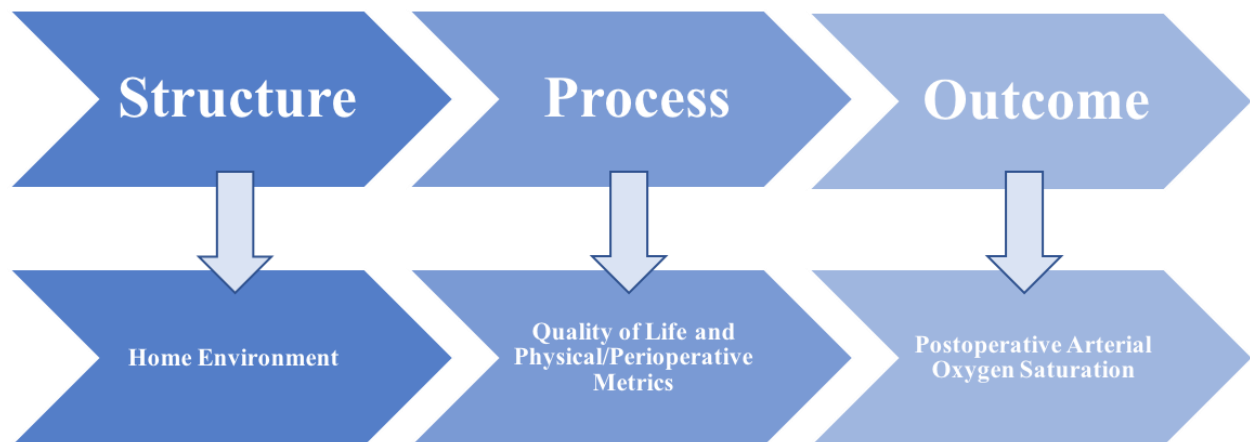 Structure
Process
Outcome
Home Environment
Quality of Life and
Physical/Perioperative
Metrics
Postoperative Arterial
Oxygen Saturation